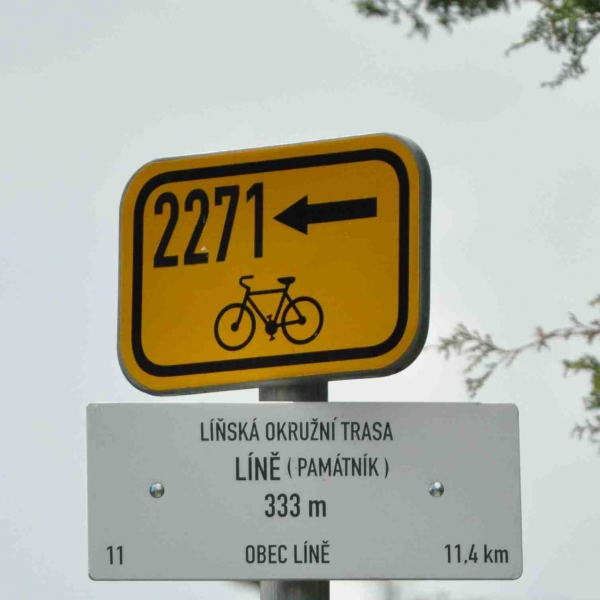 2271
LÍŇSKÁ OKRUŽNÍ TRASA
LÍNĚ (PAMÁTNÍK)
333 m
11 OBEC LÍNĚ 11,4 km